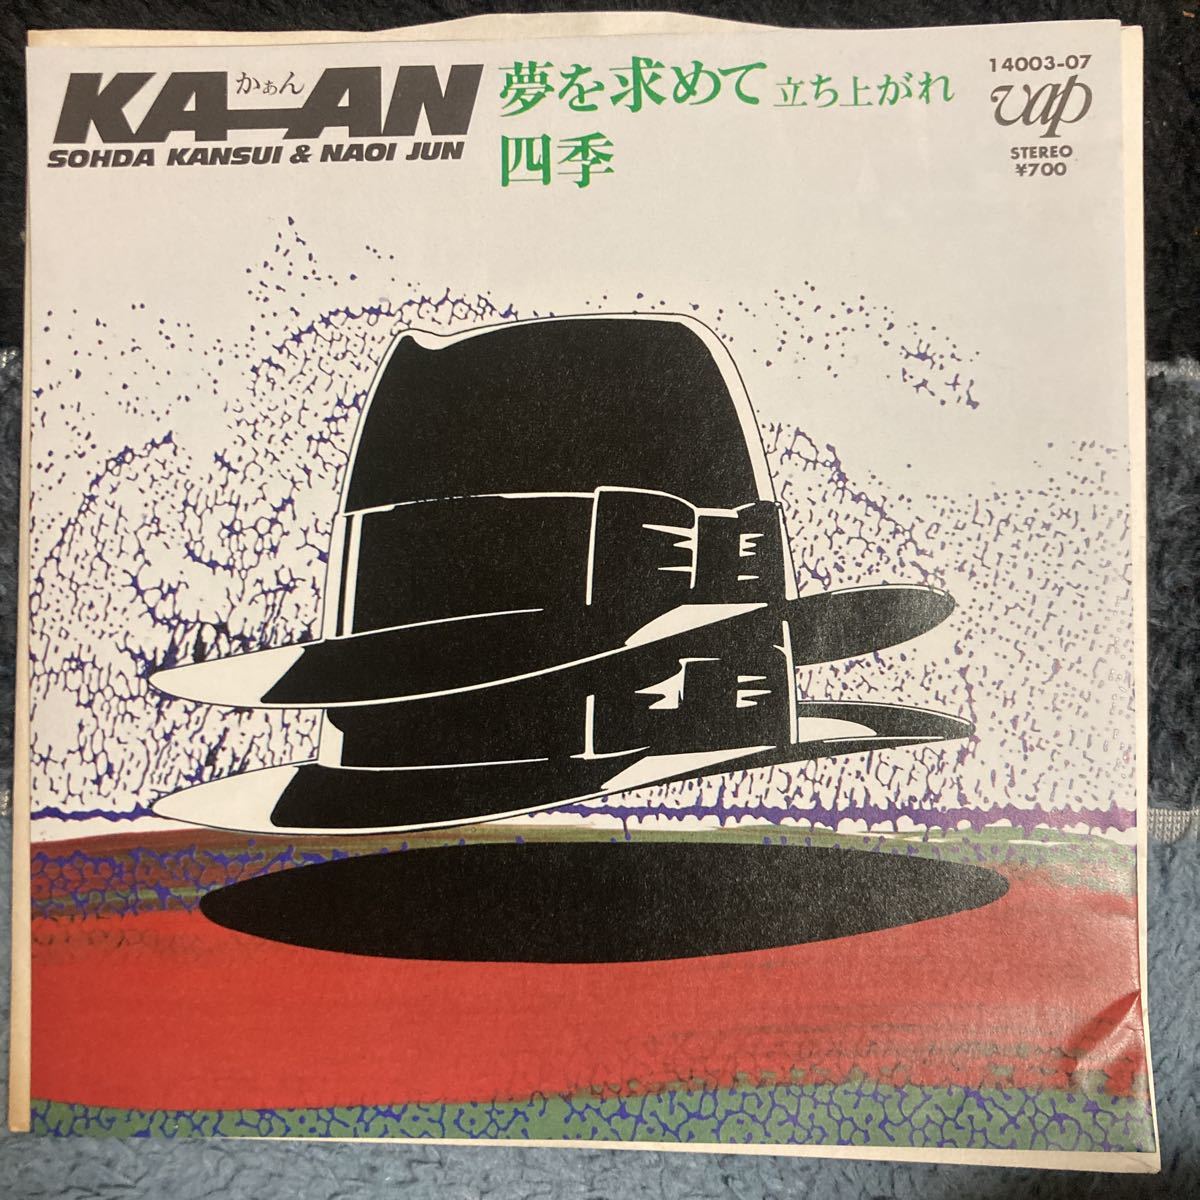 KA-AN
かぁん
SOHDA KANSUI & NAOI JUN
夢を求めて 立ち上がれ
四季
14003-07
vap
STEREO
¥700